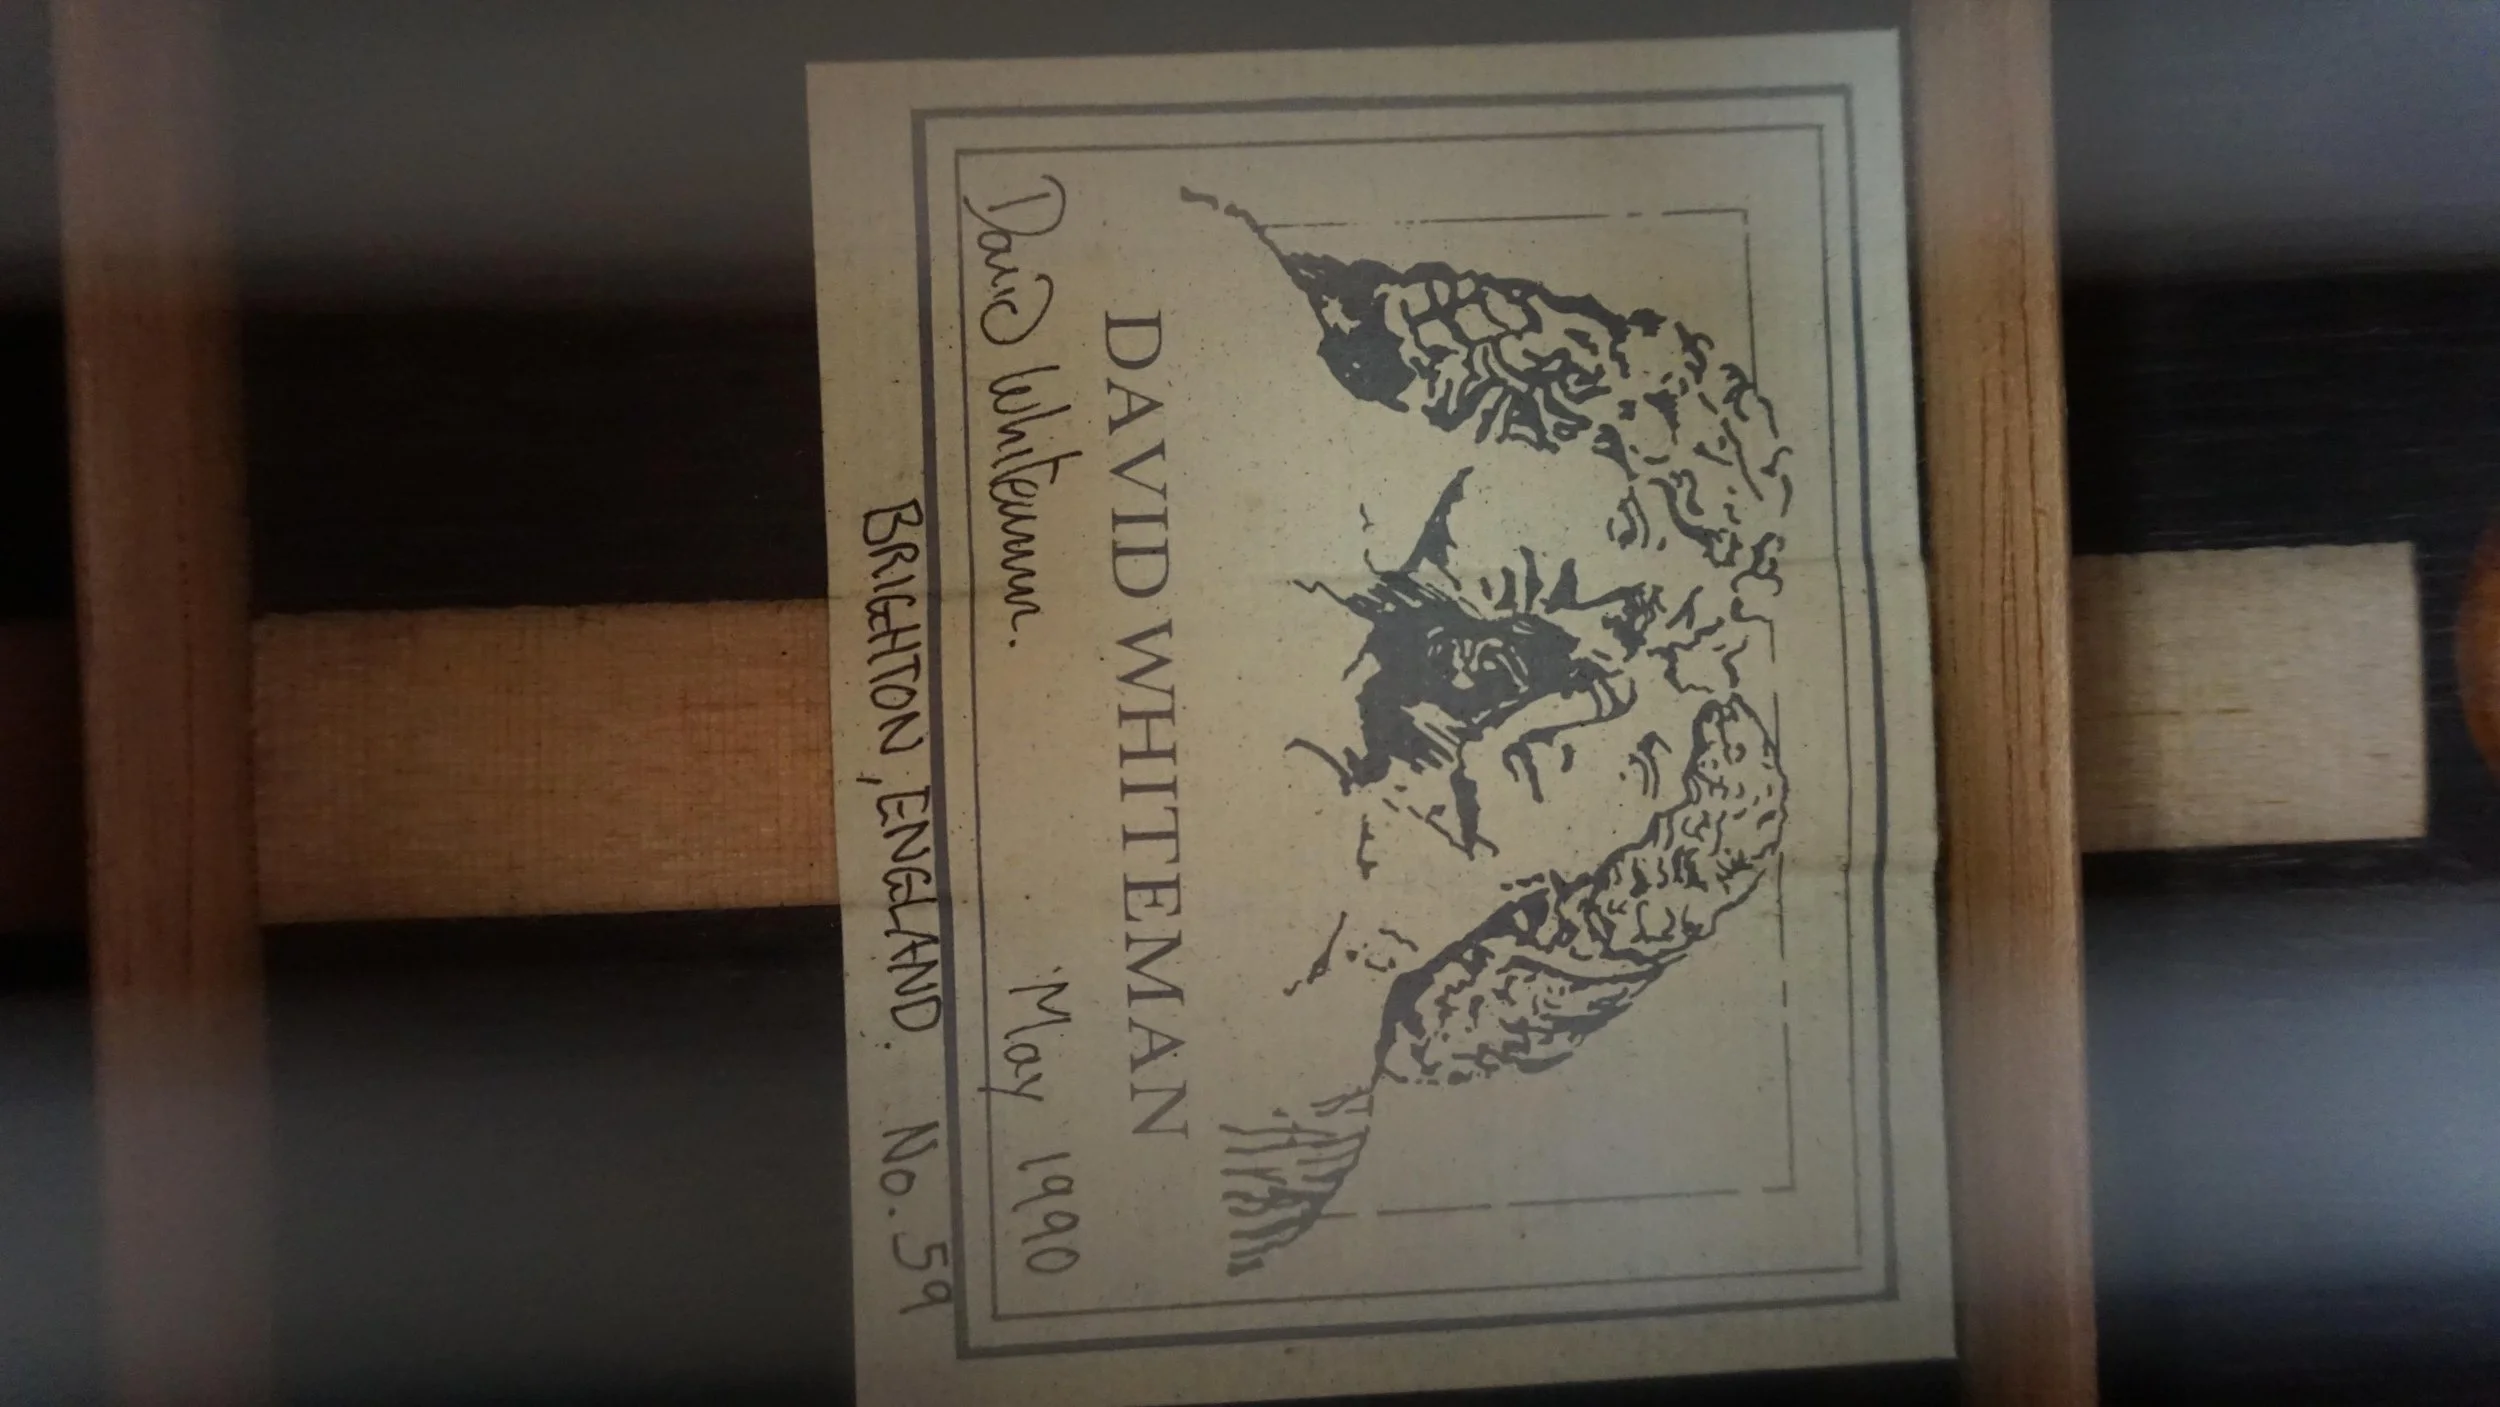 DAVID WHITEMAN
David Whiteman. May 1990
BRIGHTON, ENGLAND. No. 59